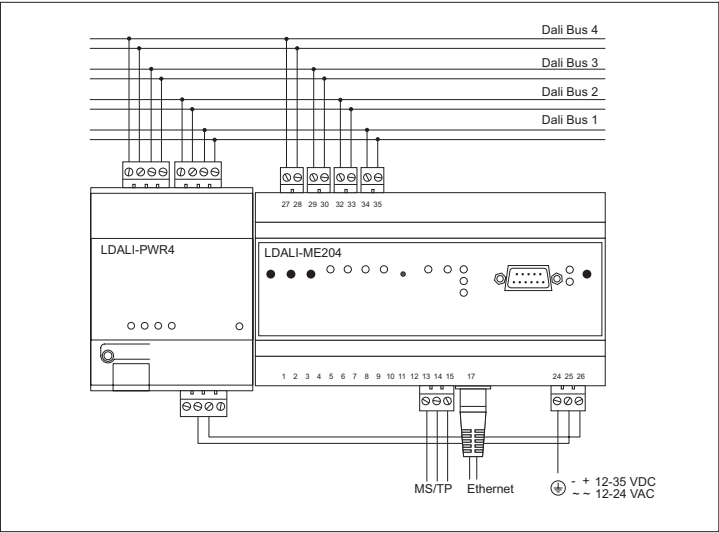 Dali Bus 4
Dali Bus 3
Dali Bus 2
Dali Bus 1
27 28 29 30 32 33 34 35
LDALI-PWR4
LDALI-ME204
1 2 3 4 5 6 7 8 9 10 11 12 13 14 15 17 24 25 26
MS/TP Ethernet
- + 12-35 VDC
~ ~ 12-24 VAC